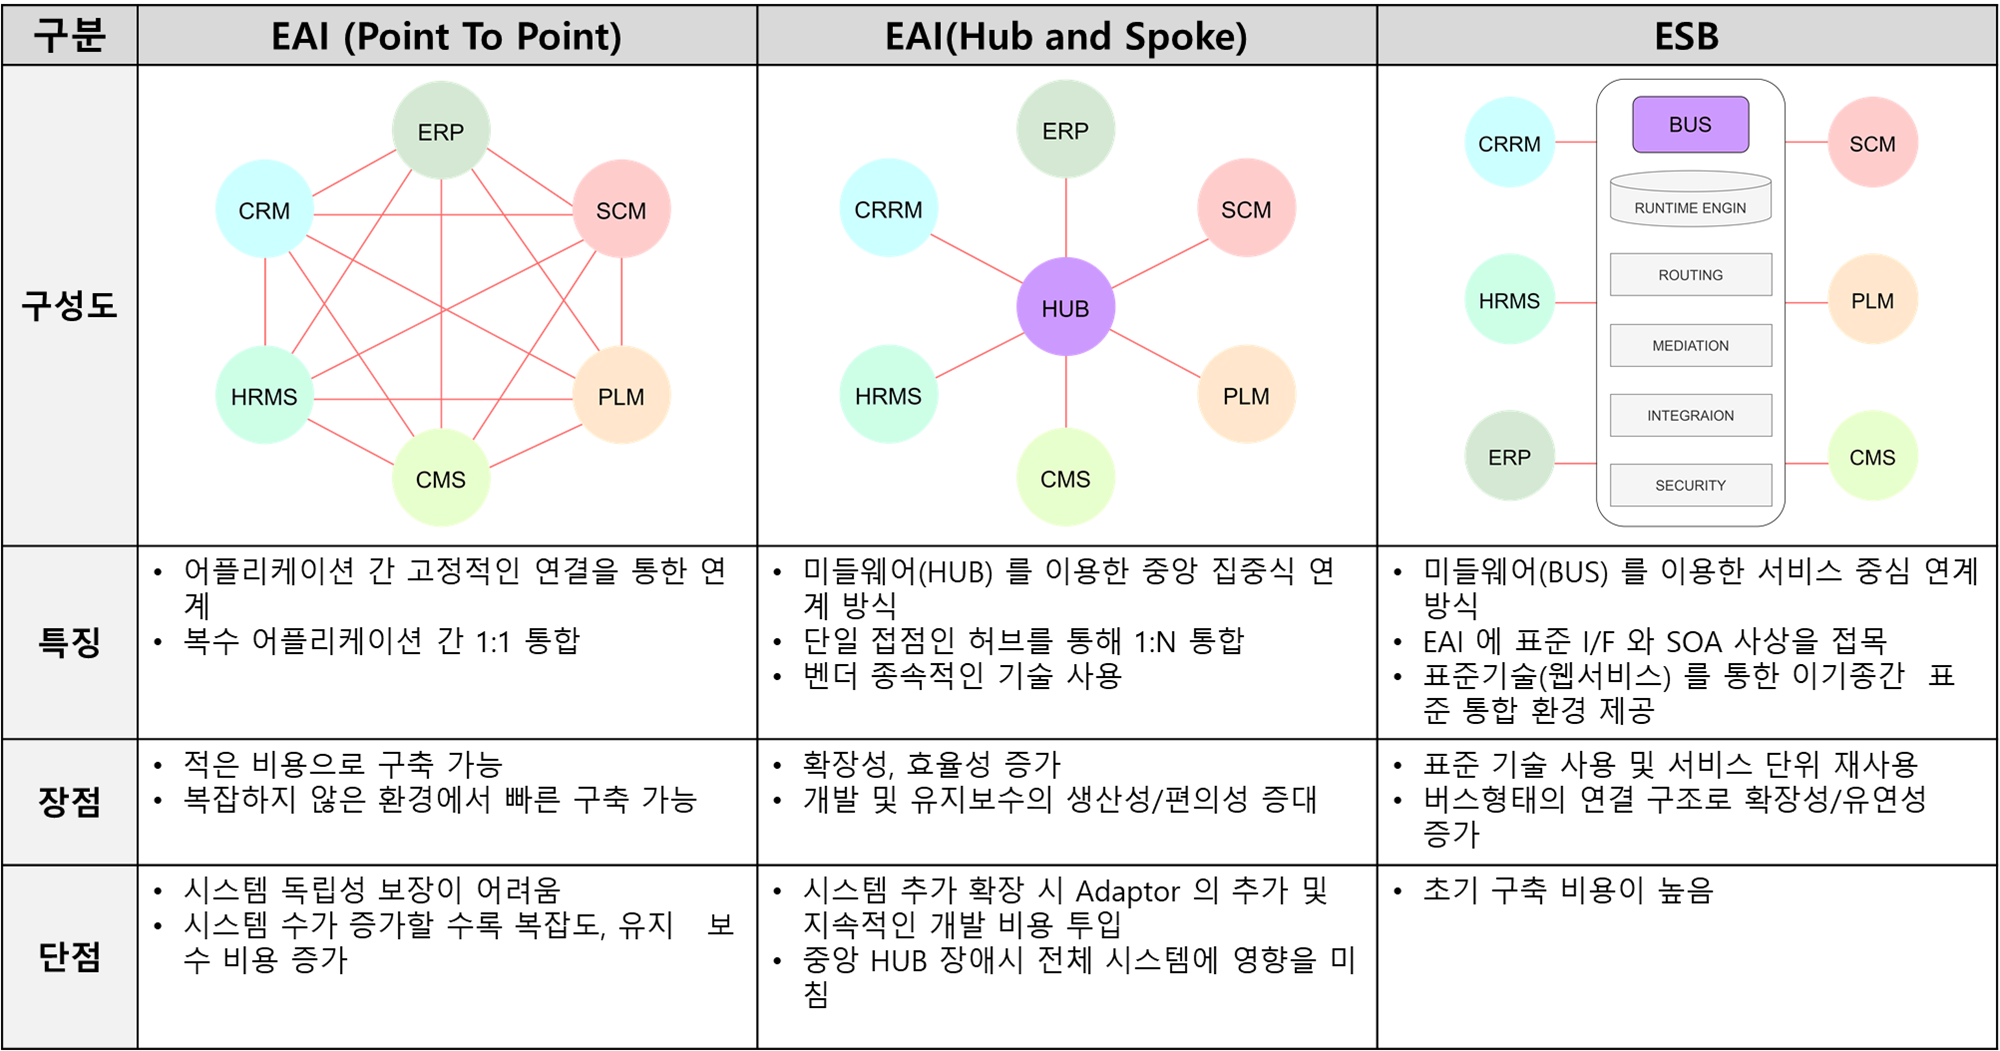 구분
EAI (Point To Point)
EAI(Hub and Spoke)
ESB
구성도
ERP
CRM
SCM
HRMS
PLM
CMS
ERP
CRRM
SCM
HUB
HRMS
PLM
CMS
CRRM
BUS
SCM
RUNTIME ENGIN
ROUTING
HRMS
PLM
MEDIATION
INTEGRAION
ERP
CMS
SECURITY
특징
• 어플리케이션 간 고정적인 연결을 통한 연
계
• 복수 어플리케이션 간 1:1 통합
• 미들웨어(HUB) 를 이용한 중앙 집중식 연
계 방식
• 단일 접점인 허브를 통해 1:N 통합
• 벤더 종속적인 기술 사용
• 미들웨어(BUS) 를 이용한 서비스 중심 연계
방식
• EAI 에 표준 I/F 와 SOA 사상을 접목
• 표준기술(웹서비스) 를 통한 이기종간 표
준 통합 환경 제공
장점
• 적은 비용으로 구축 가능
• 복잡하지 않은 환경에서 빠른 구축 가능
• 확장성, 효율성 증가
• 개발 및 유지보수의 생산성/편의성 증대
• 표준 기술 사용 및 서비스 단위 재사용
• 버스형태의 연결 구조로 확장성/유연성
증가
단점
• 시스템 독립성 보장이 어려움
• 시스템 수가 증가할 수록 복잡도, 유지 보
수 비용 증가
• 시스템 추가 확장 시 Adaptor 의 추가 및
지속적인 개발 비용 투입
• 중앙 HUB 장애시 전체 시스템에 영향을 미
침
• 초기 구축 비용이 높음